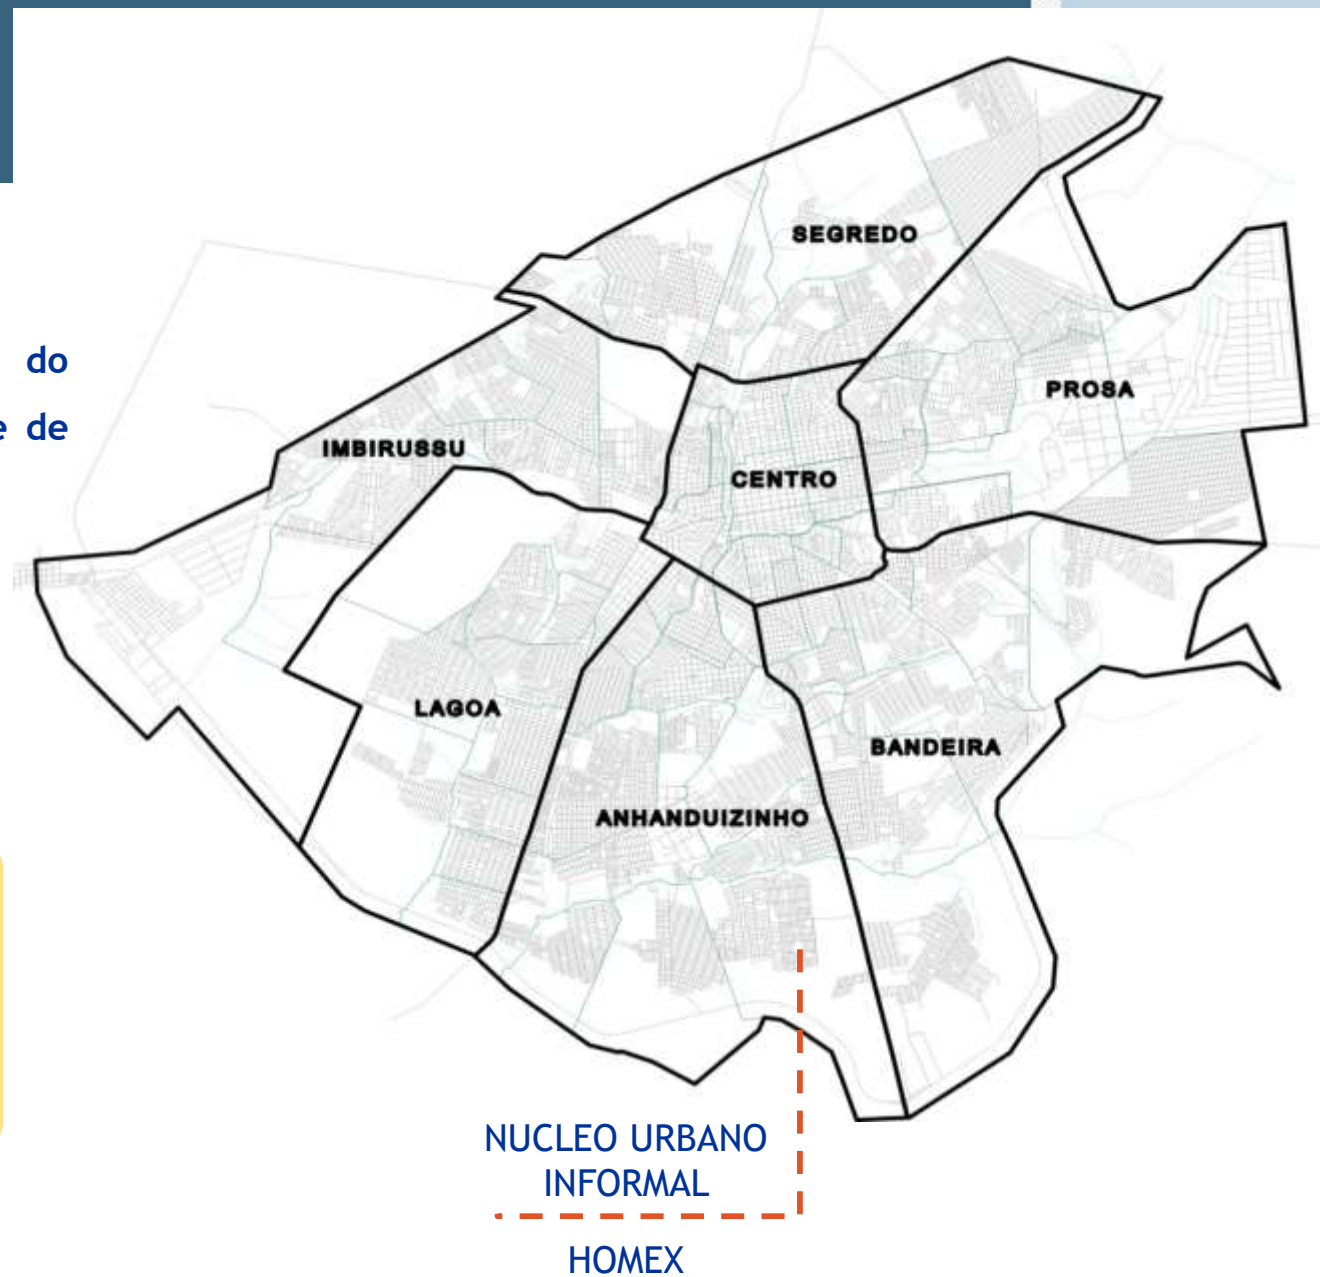 SEGREDO
do
PROSA
de
IMBIRUSSU
CENTRO
LAGOA
BANDEIRA
ANHANDUIZINHO
NUCLEO URBANO
INFORMAL
HOMEX